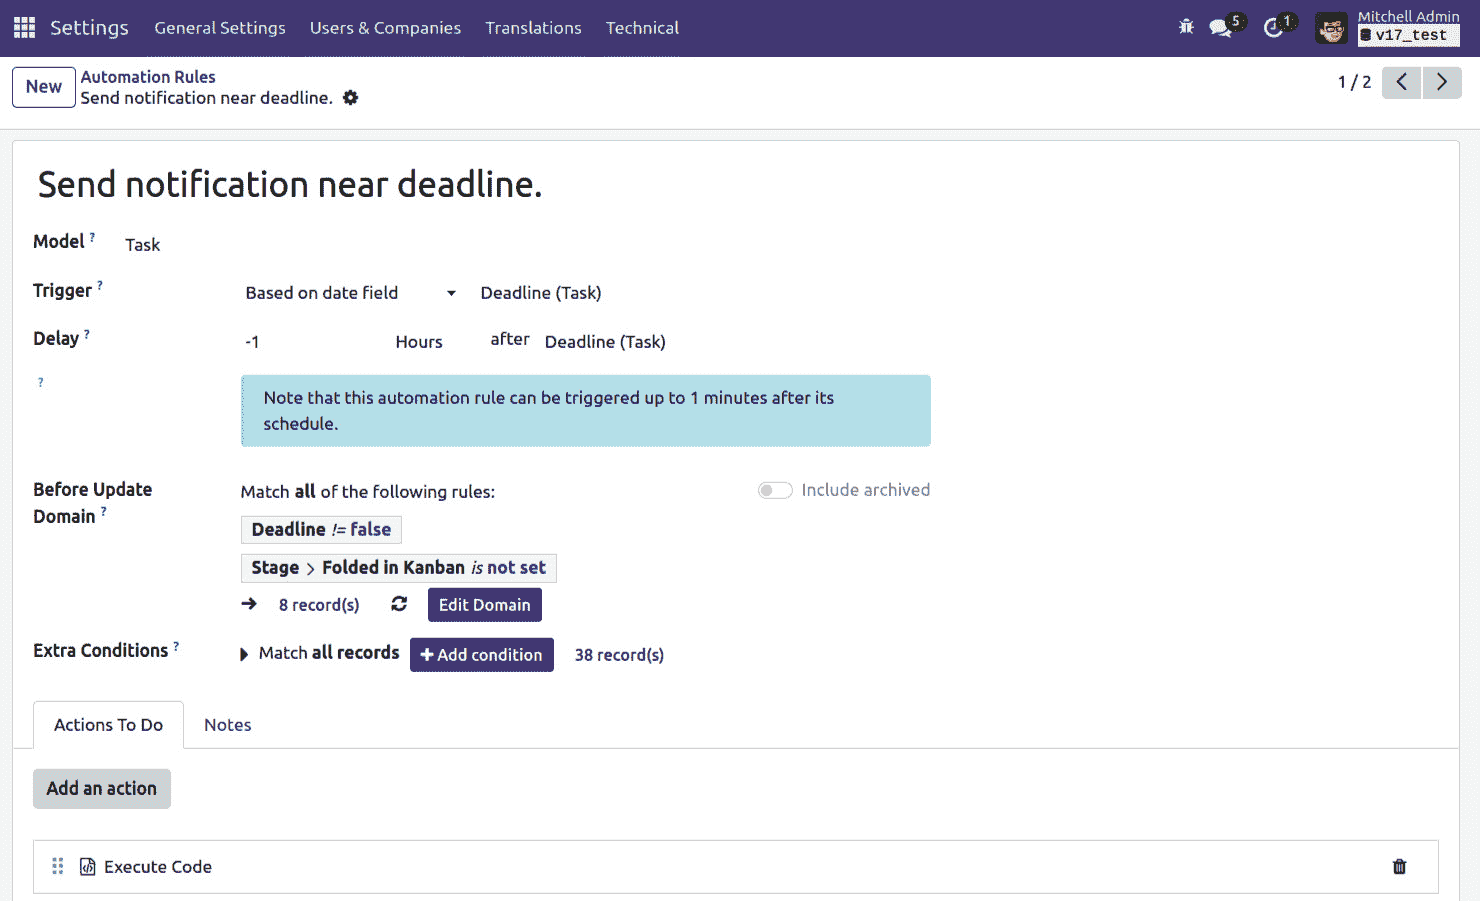 Settings General Settings Users & Companies Translations Technical 5 1 Mitchell Admin
v17_test
New Automation Rules 1 / 2
Send notification near deadline.
Send notification near deadline.
Model ? Task
Trigger ? Based on date field Deadline (Task)
Delay ? -1 Hours after Deadline (Task)
?
Note that this automation rule can be triggered up to 1 minutes after its
schedule.
Before Update
Domain ?
Match all of the following rules: Include archived
Deadline != false
Stage > Folded in Kanban is not set
8 record(s) Edit Domain
Extra Conditions ? Match all records + Add condition 38 record(s)
Actions To Do Notes
Add an action
Execute Code